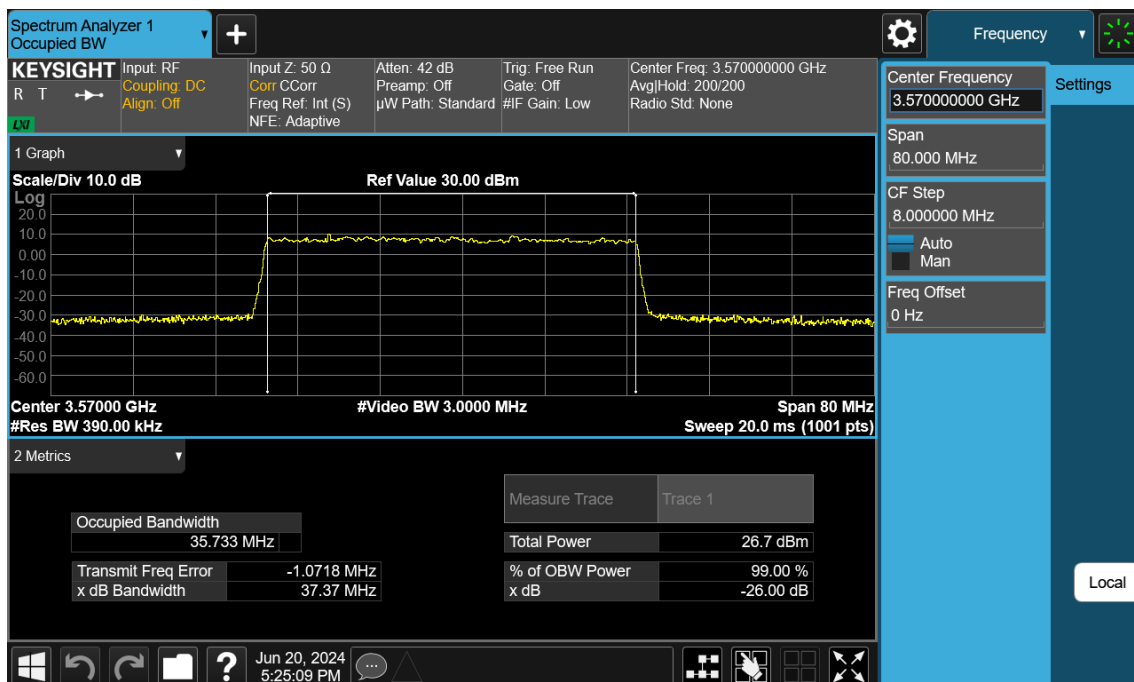 Spectrum Analyzer 1
Occupied BW
Frequency
KEYSIGHT
R T
LXI
Input: RF
Coupling: DC
Align: Off
Input Z: 50 Ω
Corr CCorr
Freq Ref: Int (S)
NFE: Adaptive
Atten: 42 dB
Preamp: Off
µW Path: Standard
Trig: Free Run
Gate: Off
#IF Gain: Low
Center Freq: 3.570000000 GHz
Avg|Hold: 200/200
Radio Std: None
Center Frequency
3.570000000 GHz
Settings
Span
80.000 MHz
CF Step
8.000000 MHz
Auto
Man
Freq Offset
0 Hz
1 Graph
Scale/Div 10.0 dB
Ref Value 30.00 dBm
Log
20.0
10.0
0.00
-10.0
-20.0
-30.0
-40.0
-50.0
-60.0
Center 3.57000 GHz
#Video BW 3.0000 MHz
Span 80 MHz
#Res BW 390.00 kHz
Sweep 20.0 ms (1001 pts)
2 Metrics
Measure Trace
Trace 1
Occupied Bandwidth
35.733 MHz
Total Power
26.7 dBm
Transmit Freq Error
-1.0718 MHz
% of OBW Power
99.00 %
x dB Bandwidth
37.37 MHz
x dB
-26.00 dB
Local
?
Jun 20, 2024
5:25:09 PM